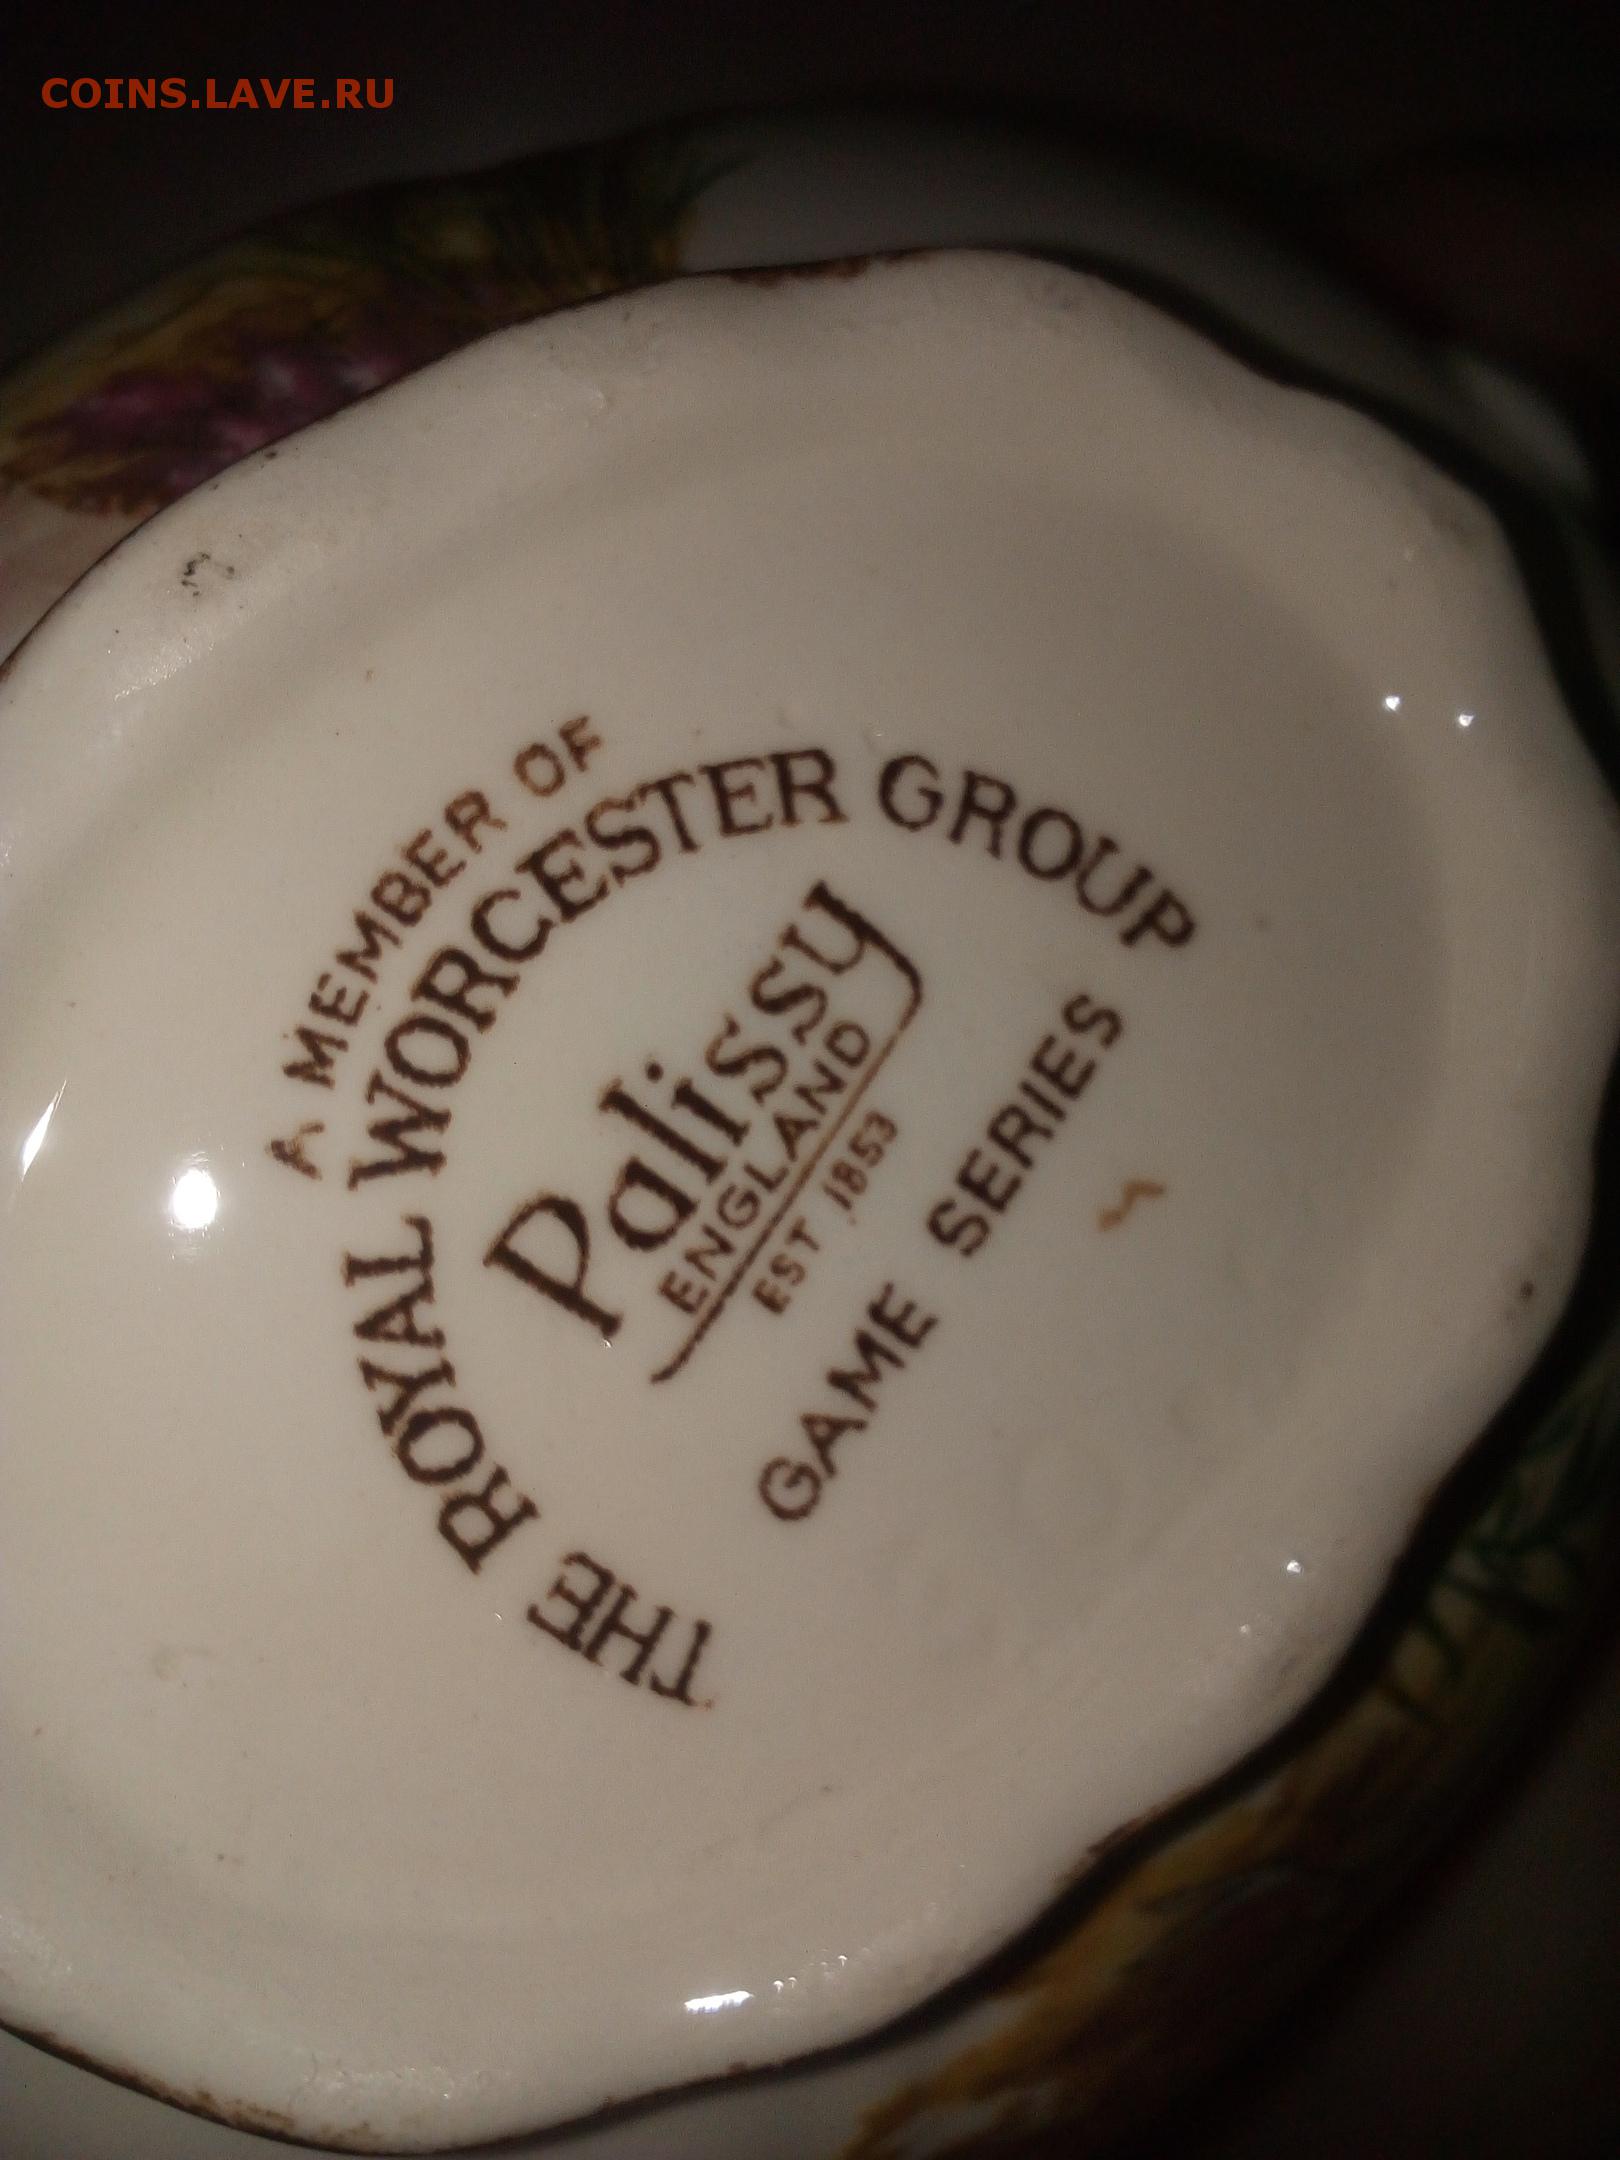 COINS.LAVE.RU
A MEMBER OF
THE ROYAL WORCESTER GROUP
Palissy
ENGLAND
EST 1853
GAME SERIES